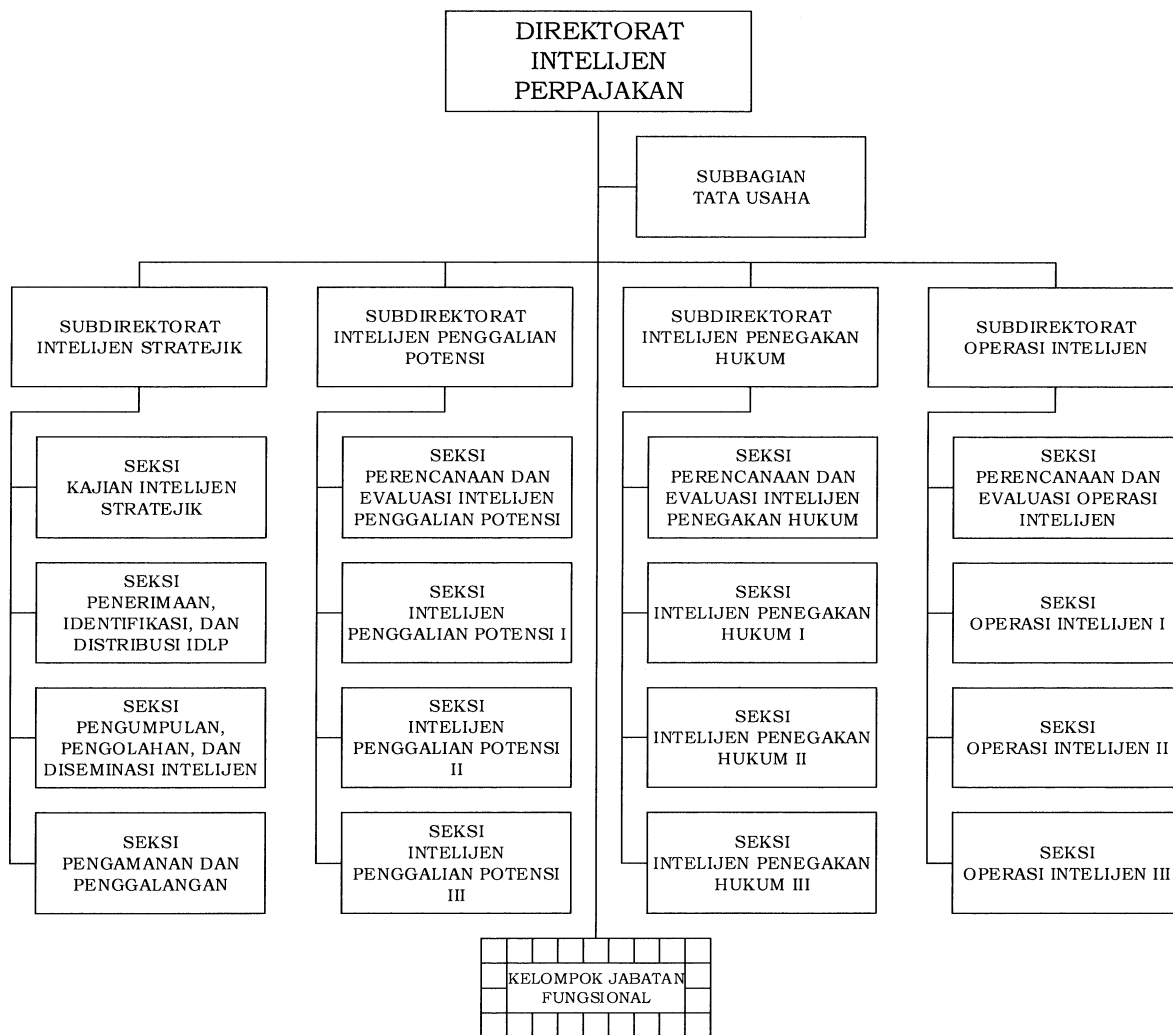 DIREKTORAT
INTELIJEN
PERPAJAKAN
SUBBAGIAN
TATA USAHA
SUBDIREKTORAT
INTELIJEN STRATEJIK
SUBDIREKTORAT
INTELIJEN PENGGALIAN
POTENSI
SUBDIREKTORAT
INTELIJEN PENEGAKAN
HUKUM
SUBDIREKTORAT
OPERASI INTELIJEN
SEKSI
KAJIAN INTELIJEN
STRATEJIK
SEKSI
PERENCANAAN DAN
EVALUASI INTELIJEN
PENGGALIAN POTENSI
SEKSI
PERENCANAAN DAN
EVALUASI INTELIJEN
PENEGAKAN HUKUM
SEKSI
PERENCANAAN DAN
EVALUASI OPERASI
INTELIJEN
SEKSI
PENERIMAAN,
IDENTIFIKASI, DAN
DISTRIBUSI IDLP
SEKSI
INTELIJEN
PENGGALIAN POTENSI I
SEKSI
INTELIJEN PENEGAKAN
HUKUM I
SEKSI
OPERASI INTELIJEN I
SEKSI
PENGUMPULAN,
PENGOLAHAN, DAN
DISEMINASI INTELIJEN
SEKSI
INTELIJEN
PENGGALIAN POTENSI
II
SEKSI
INTELIJEN PENEGAKAN
HUKUM II
SEKSI
OPERASI INTELIJEN II
SEKSI
PENGAMANAN DAN
PENGGALANGAN
SEKSI
INTELIJEN
PENGGALIAN POTENSI
III
SEKSI
INTELIJEN PENEGAKAN
HUKUM III
SEKSI
OPERASI INTELIJEN III
KELOMPOK JABATAN
FUNGSIONAL